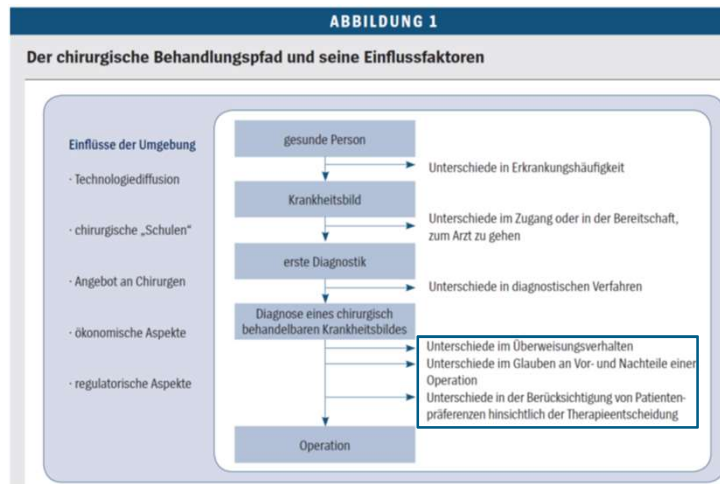 ABBILDUNG 1
Der chirurgische Behandlungspfad und seine Einflussfaktoren
Einflüsse der Umgebung
· Technologiediffusion
· chirurgische „Schulen“
· Angebot an Chirurgen
· ökonomische Aspekte
· regulatorische Aspekte
gesunde Person
Unterschiede in Erkrankungshäufigkeit
Krankheitsbild
Unterschiede im Zugang oder in der Bereitschaft,
zum Arzt zu gehen
erste Diagnostik
Unterschiede in diagnostischen Verfahren
Diagnose eines chirurgisch
behandelbaren Krankheitsbildes
Unterschiede im Überweisungsverhalten
Unterschiede im Glauben an Vor- und Nachteile einer
Operation
Unterschiede in der Berücksichtigung von Patienten-
präferenzen hinsichtlich der Therapieentscheidung
Operation